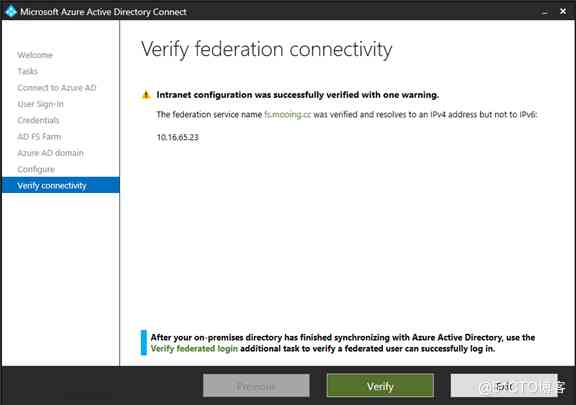 Microsoft Azure Active Directory Connect
Welcome
Tasks
Connect to Azure AD
User Sign-In
Credentials
AD FS Farm
Azure AD domain
Configure
Verify connectivity
Verify federation connectivity
Intranet configuration was successfully verified with one warning.
The federation service name fs.mooing.cc was verified and resolves to an IPv4 address but not to IPv6:
10.16.65.23
After your on-premises directory has finished synchronizing with Azure Active Directory, use the
Verify federated login additional task to verify a federated user can successfully log in.
Previous
Verify
Exit
@51CTO博客